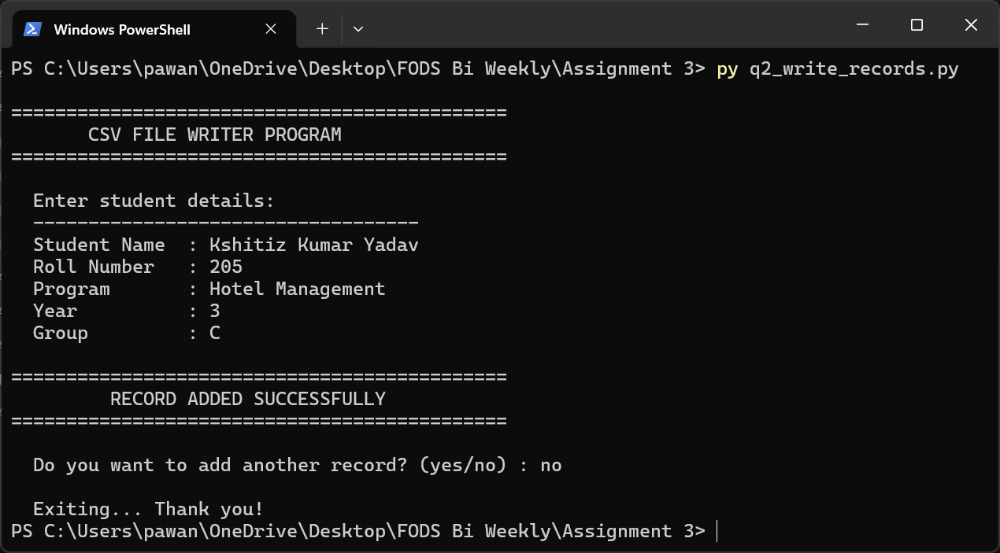 Windows PowerShell
PS C:\Users\pawan\OneDrive\Desktop\FODS Bi Weekly\Assignment 3> py q2_write_records.py
=============================================
CSV FILE WRITER PROGRAM
=============================================
Enter student details:
-----------------------------------
Student Name  : Kshitiz Kumar Yadav
Roll Number   : 205
Program       : Hotel Management
Year          : 3
Group         : C
=============================================
RECORD ADDED SUCCESSFULLY
=============================================
Do you want to add another record? (yes/no) : no
Exiting... Thank you!
PS C:\Users\pawan\OneDrive\Desktop\FODS Bi Weekly\Assignment 3>